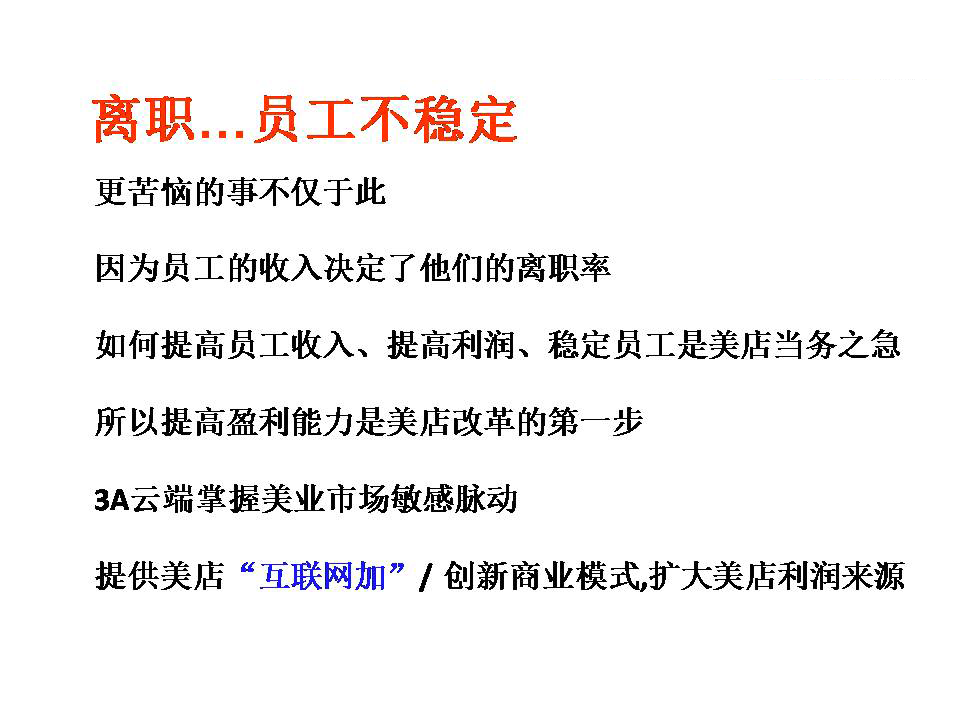 离职...员工不稳定
更苦恼的事不仅于此
因为员工的收入决定了他们的离职率
如何提高员工收入、提高利润、稳定员工是美店当务之急
所以提高盈利能力是美店改革的第一步
3A云端掌握美业市场敏感脉动
提供美店“互联网加”/ 创新商业模式,扩大美店利润来源